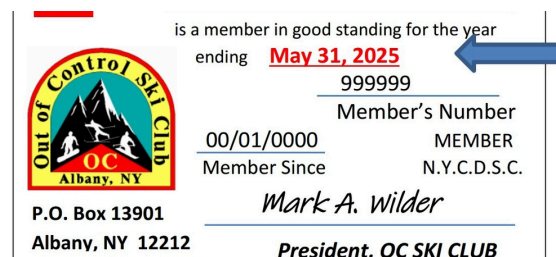 is a member in good standing for the year
ending May 31, 2025
999999
Member's Number
00/01/0000 MEMBER
Member Since N.Y.C.D.S.C.
Out of Control Ski Club
OC
Albany, NY
Mark A. Wilder
P.O. Box 13901
Albany, NY 12212
President, OC SKI CLUB